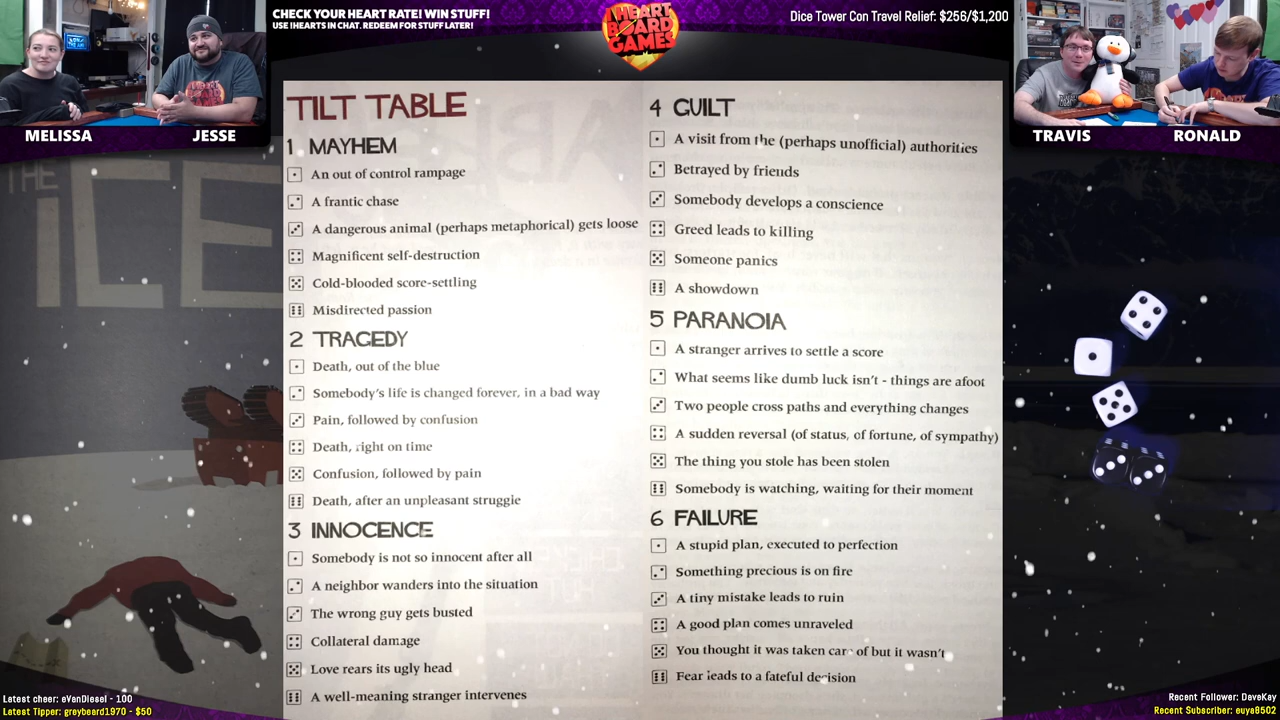 CHECK YOUR HEART RATE! WIN STUFF!
USE !HEARTS IN CHAT. REDEEM FOR STUFF LATER!
I HEART
BOARD
GAMES
Dice Tower Con Travel Relief: $256/$1,200
MELISSA
JESSE
TRAVIS
RONALD
THE
ICE
TILT TABLE
1 MAYHEM
An out of control rampage
A frantic chase
A dangerous animal (perhaps metaphorical) gets loose
Magnificent self-destruction
Cold-blooded score-settling
Misdirected passion
2 TRAGEDY
Death, out of the blue
Somebody's life is changed forever, in a bad way
Pain, followed by confusion
Death, right on time
Confusion, followed by pain
Death, after an unpleasant struggle
3 INNOCENCE
Somebody is not so innocent after all
A neighbor wanders into the situation
The wrong guy gets busted
Collateral damage
Love rears its ugly head
A well-meaning stranger intervenes
4 GUILT
A visit from the (perhaps unofficial) authorities
Betrayed by friends
Somebody develops a conscience
Greed leads to killing
Someone panics
A showdown
5 PARANOIA
A stranger arrives to settle a score
What seems like dumb luck isn't - things are afoot
Two people cross paths and everything changes
A sudden reversal (of status, of fortune, of sympathy)
The thing you stole has been stolen
Somebody is watching, waiting for their moment
6 FAILURE
A stupid plan, executed to perfection
Something precious is on fire
A tiny mistake leads to ruin
A good plan comes unraveled
You thought it was taken care of but it wasn't
Fear leads to a fateful decision
Latest cheer: eVanDiesel - 100
Latest Tipper: greybeard1970 - $50
Recent Follower: DaveKay
Recent Subscriber: euye8502